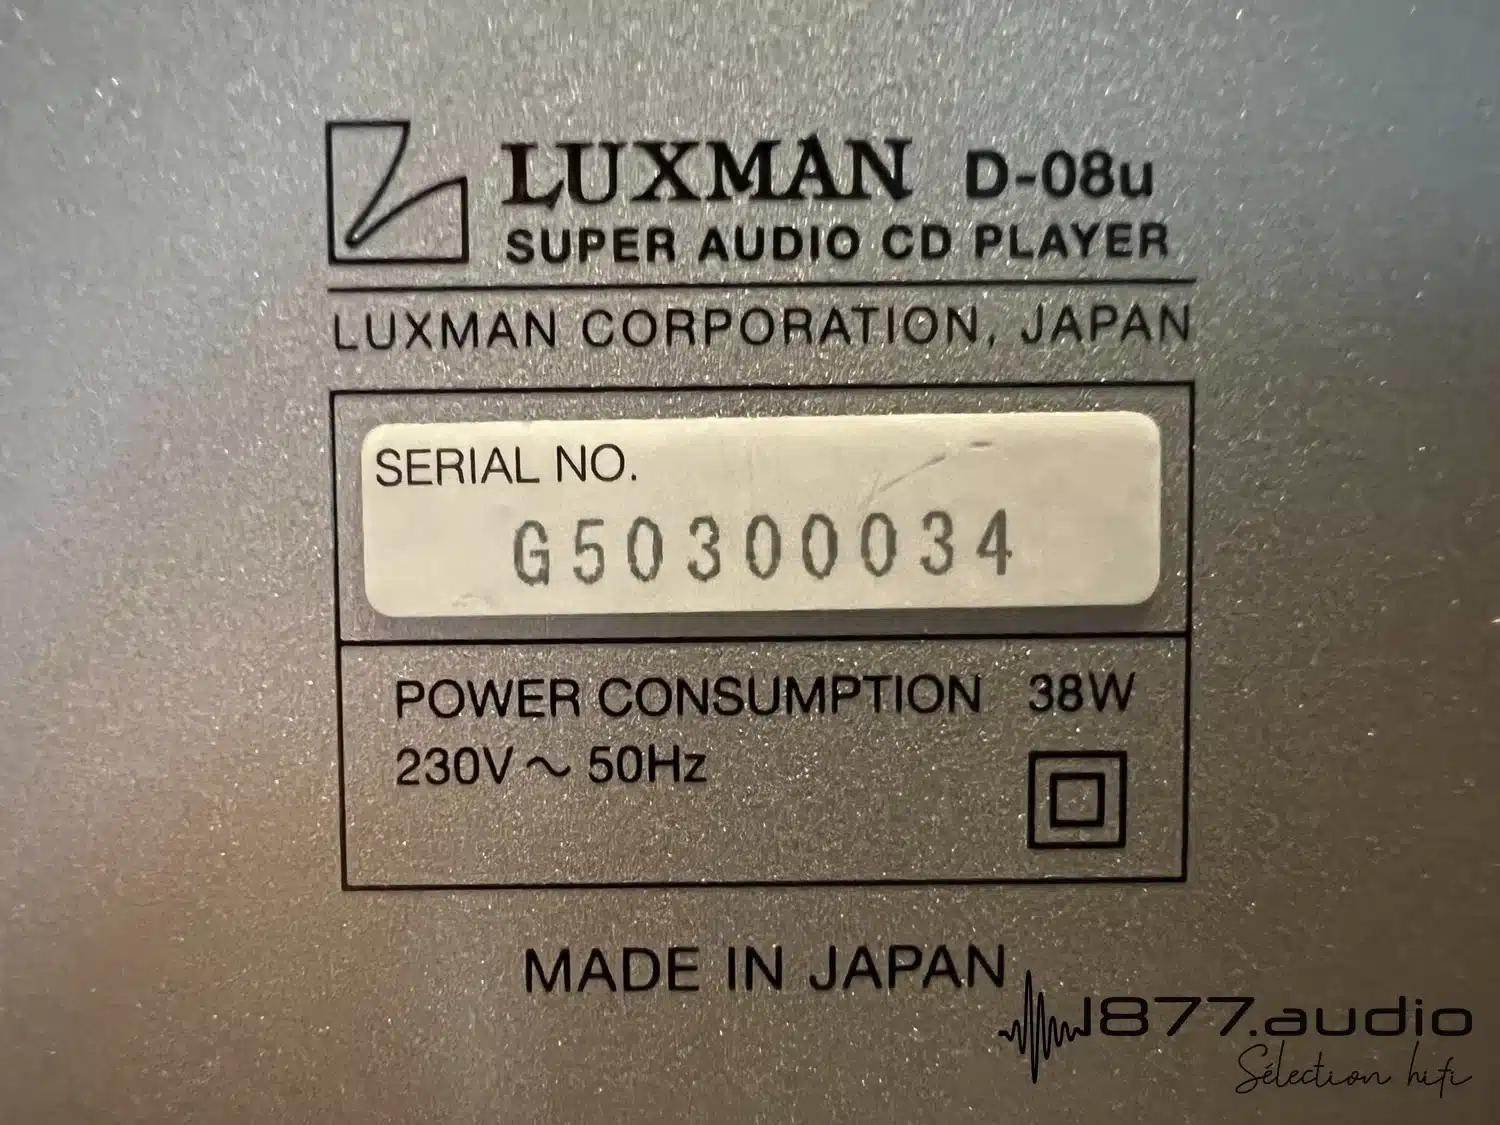 LUXMAN D-08u
SUPER AUDIO CD PLAYER
LUXMAN CORPORATION, JAPAN
SERIAL NO.
G50300034
POWER CONSUMPTION 38W
230V ~ 50Hz
MADE IN JAPAN
1877.audio
Sélection hifi